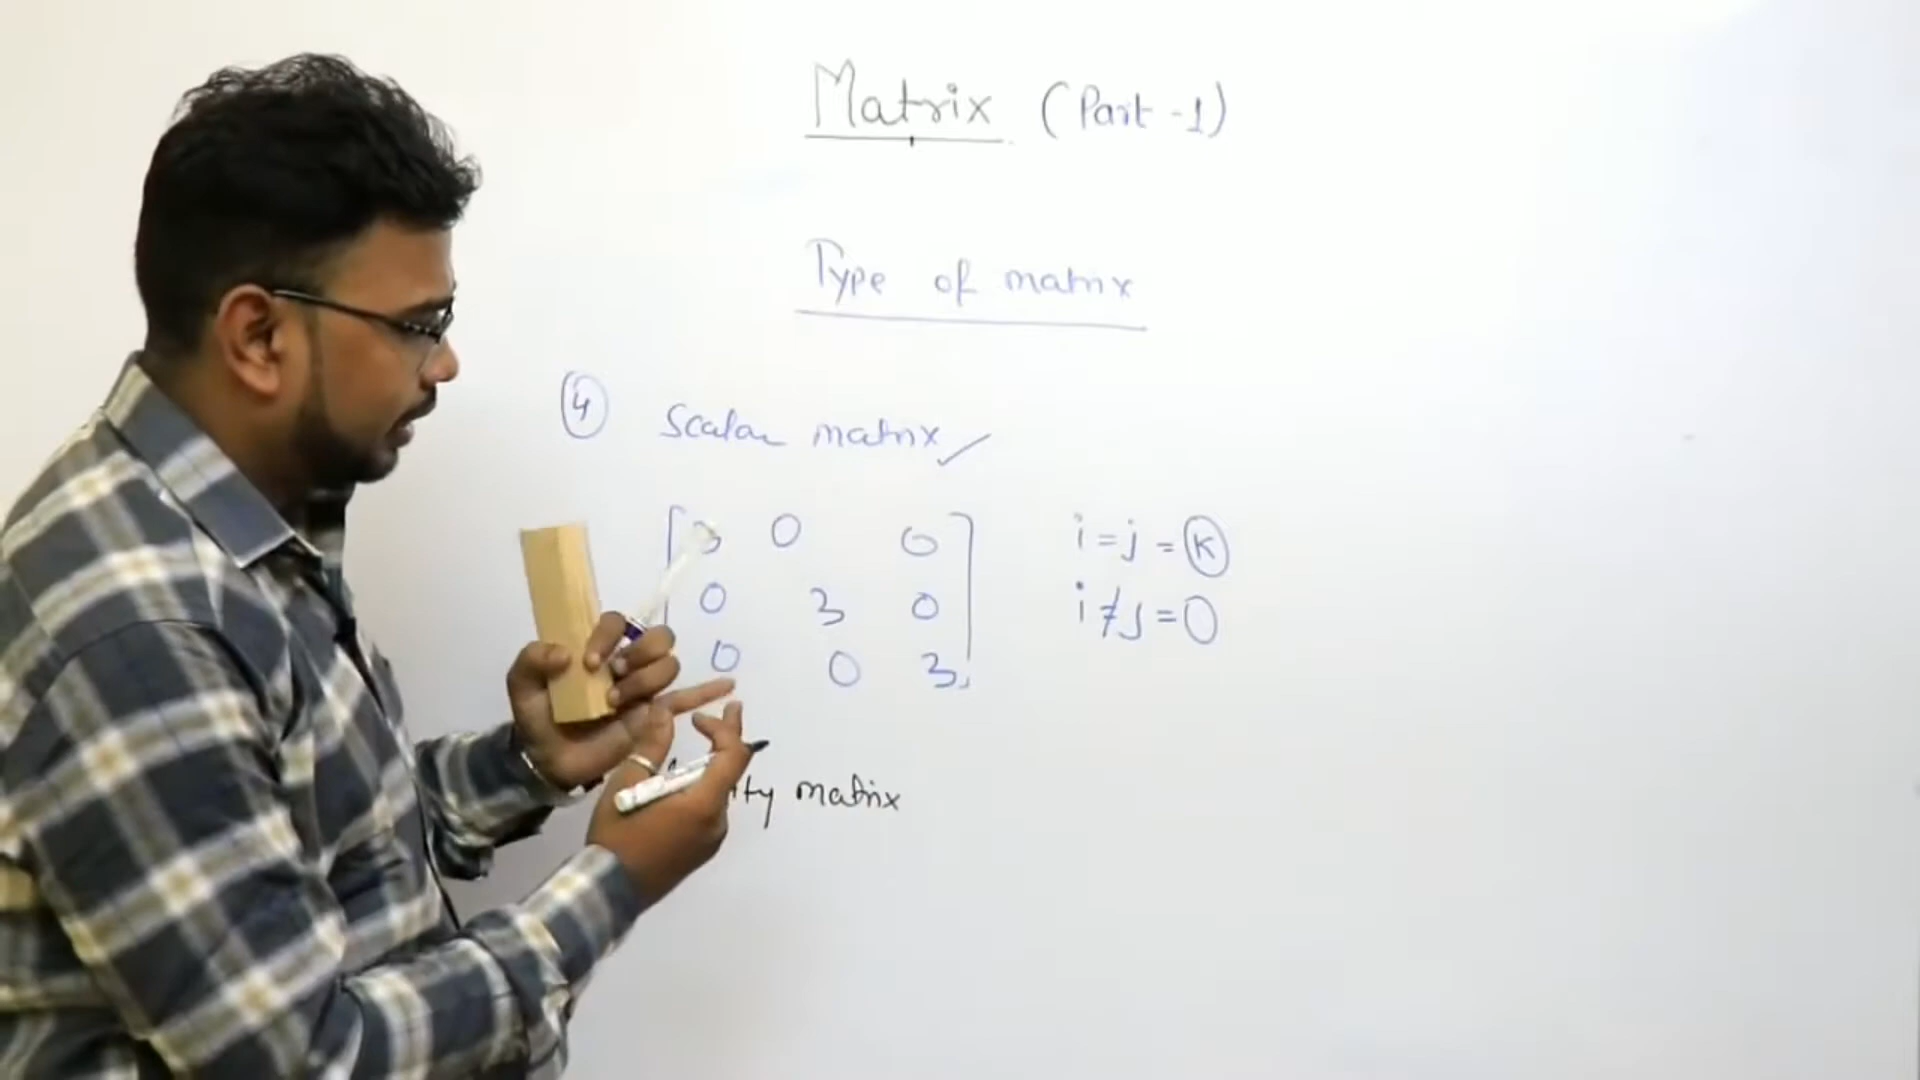 Matrix (Part -1)
Type of matrix
4 Scalar matrix ✓
[3 0 0] i = j = K
0 3 0 i ≠ j = 0
0 0 3
matrix